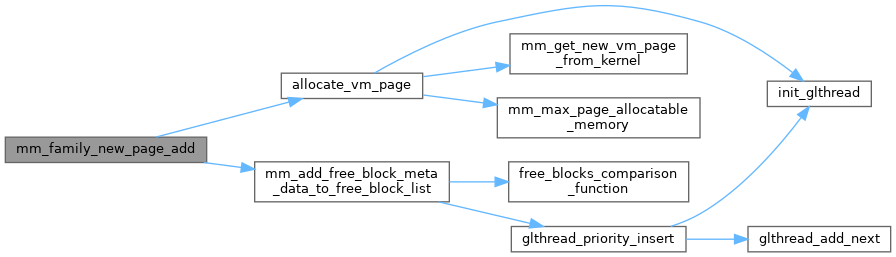 mm_family_new_page_add
allocate_vm_page
mm_add_free_block_meta
_data_to_free_block_list
mm_get_new_vm_page
_from_kernel
mm_max_page_allocatable
_memory
free_blocks_comparison
_function
glthread_priority_insert
init_glthread
glthread_add_next